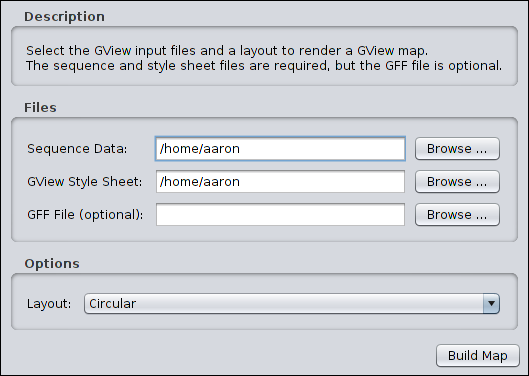 Description
Select the GView input files and a layout to render a GView map.
The sequence and style sheet files are required, but the GFF file is optional.
Files
Sequence Data: /home/aaron Browse ...
GView Style Sheet: /home/aaron Browse ...
GFF File (optional): Browse ...
Options
Layout: Circular
Build Map